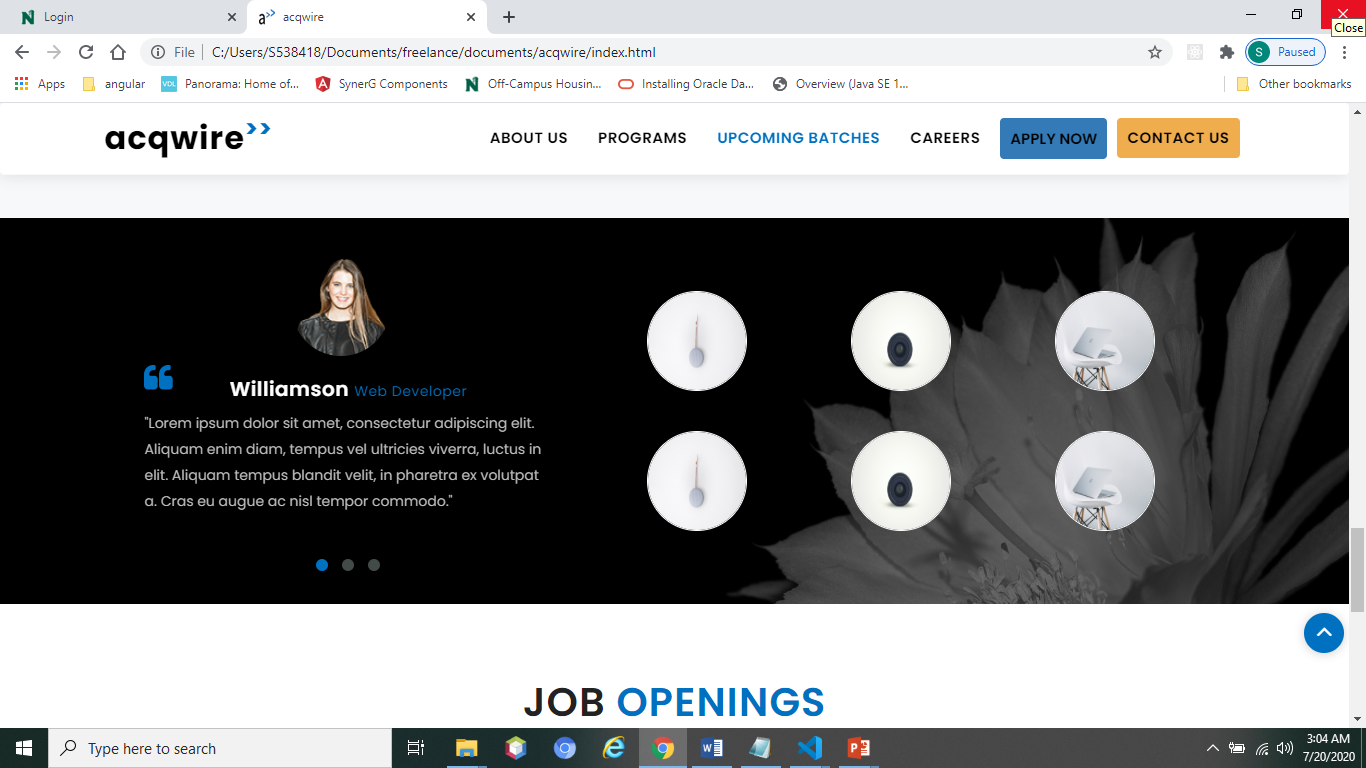 Login
acqwire
Close
File
C:/Users/S538418/Documents/freelance/documents/acqwire/index.html
S
Paused
Apps
angular
VDL
Panorama: Home of...
SynerG Components
Off-Campus Housin...
Installing Oracle Da...
Overview (Java SE 1...
Other bookmarks
acqwire
ABOUT US
PROGRAMS
UPCOMING BATCHES
CAREERS
APPLY NOW
CONTACT US
Williamson Web Developer
"Lorem ipsum dolor sit amet, consectetur adipiscing elit.
Aliquam enim diam, tempus vel ultricies viverra, luctus in
elit. Aliquam tempus blandit velit, in pharetra ex volutpat
a. Cras eu augue ac nisl tempor commodo."
JOB OPENINGS
Type here to search
3:04 AM
7/20/2020